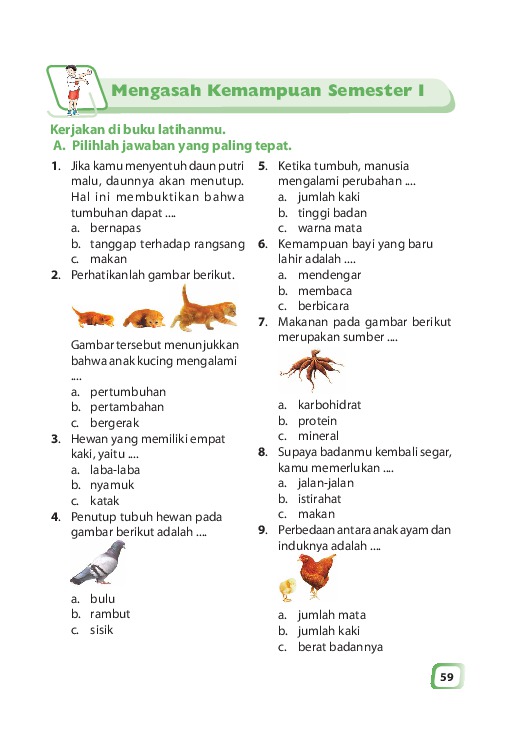 Mengasah Kemampuan Semester I
Kerjakan di buku latihanmu.
A. Pilihlah jawaban yang paling tepat.
1. Jika kamu menyentuh daun putri
malu, daunnya akan menutup.
Hal ini membuktikan bahwa
tumbuhan dapat ....
a. bernapas
b. tanggap terhadap rangsang
c. makan
2. Perhatikanlah gambar berikut.
Gambar tersebut menunjukkan
bahwa anak kucing mengalami
....
a. pertumbuhan
b. pertambahan
c. bergerak
3. Hewan yang memiliki empat
kaki, yaitu ....
a. laba-laba
b. nyamuk
c. katak
4. Penutup tubuh hewan pada
gambar berikut adalah ....
a. bulu
b. rambut
c. sisik
5. Ketika tumbuh, manusia
mengalami perubahan ....
a. jumlah kaki
b. tinggi badan
c. warna mata
6. Kemampuan bayi yang baru
lahir adalah ....
a. mendengar
b. membaca
c. berbicara
7. Makanan pada gambar berikut
merupakan sumber ....
a. karbohidrat
b. protein
c. mineral
8. Supaya badanmu kembali segar,
kamu memerlukan ....
a. jalan-jalan
b. istirahat
c. makan
9. Perbedaan antara anak ayam dan
induknya adalah ....
a. jumlah mata
b. jumlah kaki
c. berat badannya
59